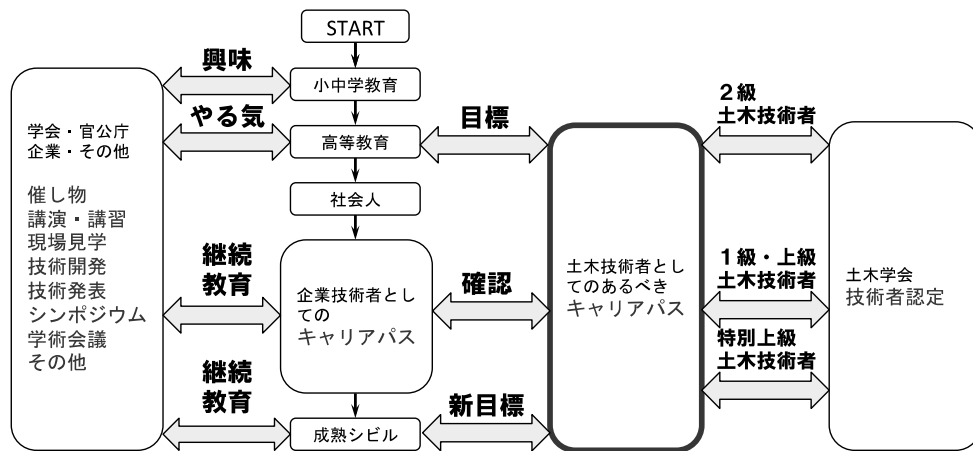 START
興味
小中学教育
やる気
高等教育
目標
社会人
学会・官公庁
企業・その他
催し物
講演・講習
現場見学
技術開発
技術発表
シンポジウム
学術会議
その他
継続
教育
企業技術者とし
ての
キャリアパス
確認
継続
教育
成熟シビル
新目標
土木技術者とし
てのあるべき
キャリアパス
２級
土木技術者
１級・上級
土木技術者
特別上級
土木技術者
土木学会
技術者認定